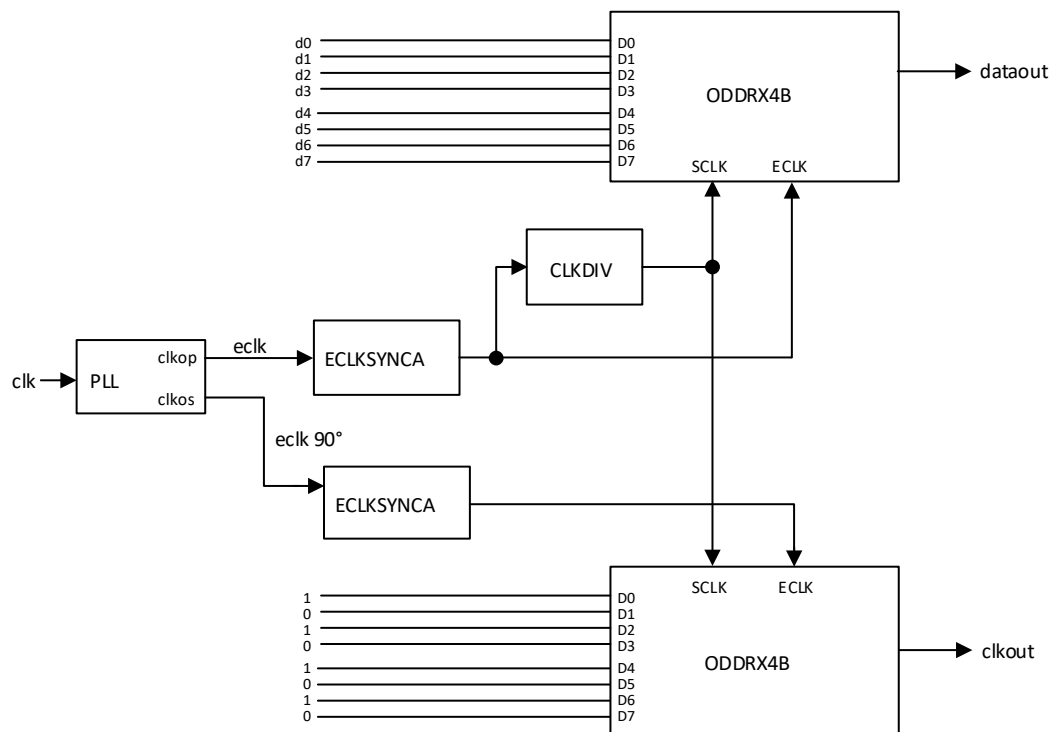 d0 D0
d1 D1
d2 D2
d3 D3
ODDRX4B
dataout
d4 D4
d5 D5
d6 D6
d7 D7
SCLK ECLK
CLKDIV
eclk
clkop
ECLKSYNCA
clk
PLL
clkos
eclk 90°
ECLKSYNCA
SCLK ECLK
1 D0
0 D1
1 D2
0 D3
ODDRX4B
clkout
1 D4
0 D5
1 D6
0 D7